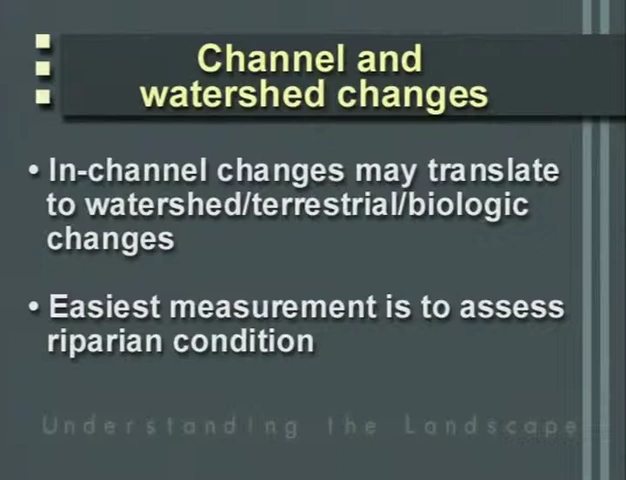 Channel and
watershed changes
• In-channel changes may translate
to watershed/terrestrial/biologic
changes
• Easiest measurement is to assess
riparian condition
Understanding the Landscape